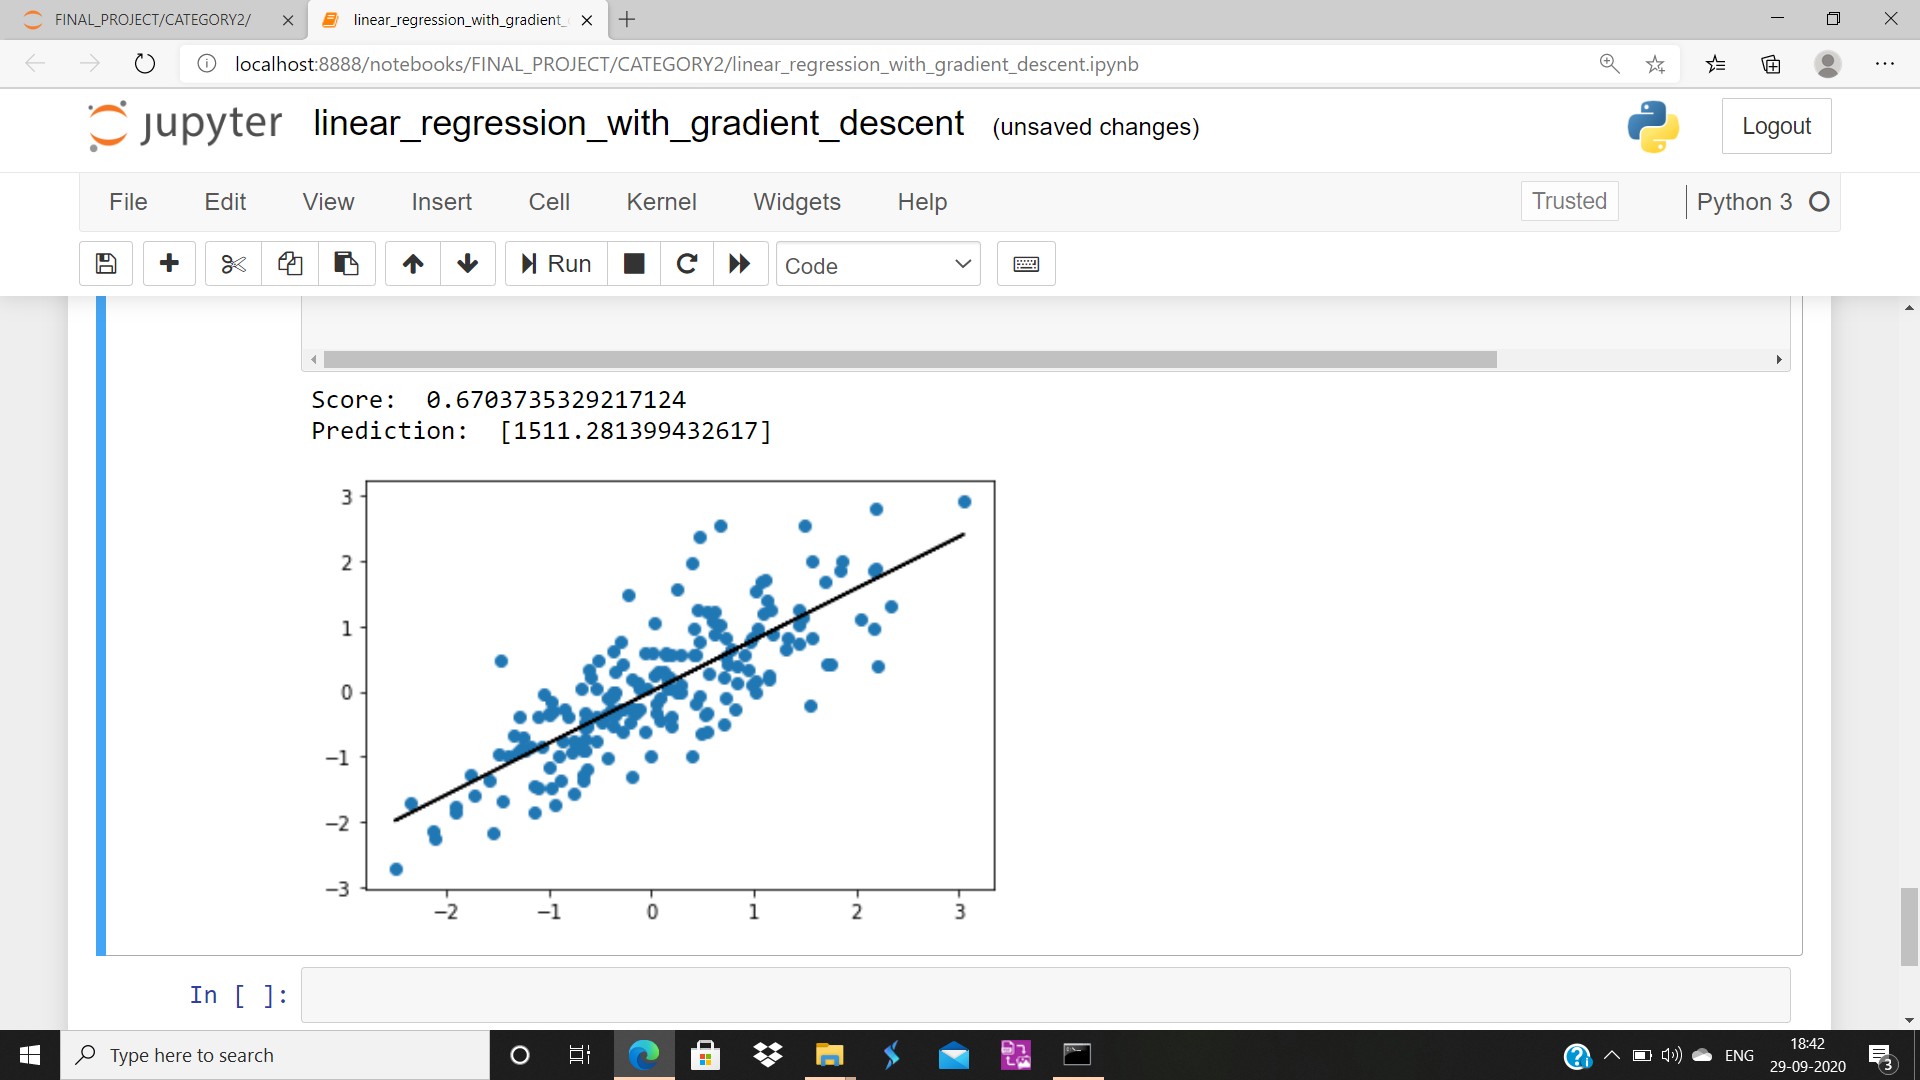 FINAL_PROJECT/CATEGORY2/
linear_regression_with_gradient_
localhost:8888/notebooks/FINAL_PROJECT/CATEGORY2/linear_regression_with_gradient_descent.ipynb
jupyter
linear_regression_with_gradient_descent (unsaved changes)
Logout
File Edit View Insert Cell Kernel Widgets Help
Trusted
Python 3
Run
Code
Score: 0.6703735329217124
Prediction: [1511.281399432617]
3
2
1
0
−1
−2
−3
−2 −1 0 1 2 3
In [ ]:
Type here to search
ENG
18:42
29-09-2020
3